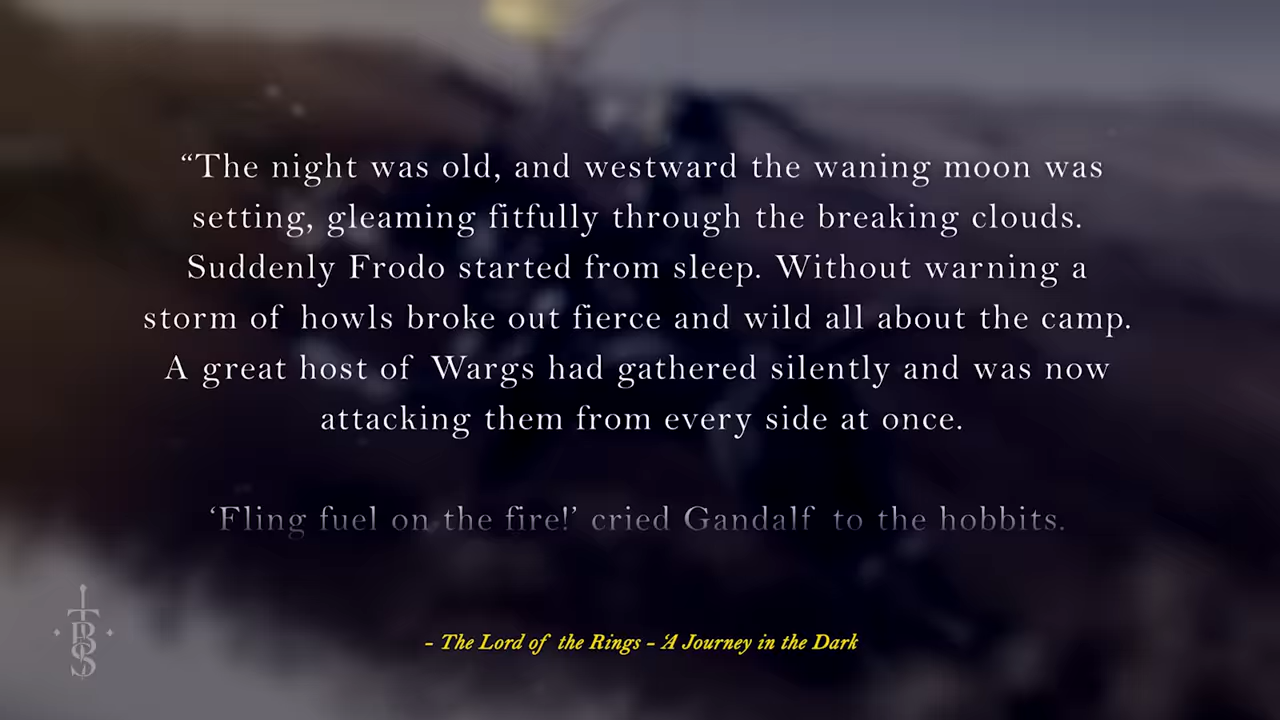 “The night was old, and westward the waning moon was
setting, gleaming fitfully through the breaking clouds.
Suddenly Frodo started from sleep. Without warning a
storm of howls broke out fierce and wild all about the camp.
A great host of Wargs had gathered silently and was now
attacking them from every side at once.
‘Fling fuel on the fire!’ cried Gandalf to the hobbits.
TBS
- The Lord of the Rings - ‘A Journey in the Dark